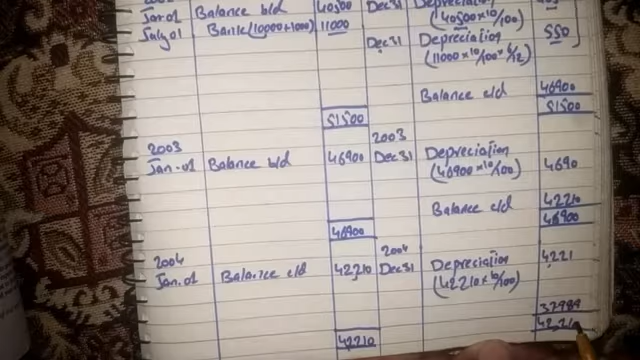 Jan.01 Balance b/d 40500 Dec31
(40500×10/100)
July01 Bank(10000+1000) 11000
Dec31 Depreciation 550
(11000×10/100×6/12)
Balance c/d 46900
51500 51500
2003 2003
Jan.01 Balance b/d 46900 Dec31 Depreciation 4690
(46900×10/100)
Balance c/d 42210
46900 46900
2004 2004
Jan.01 Balance c/d 42210 Dec31 Depreciation 4221
(42210×10/100)
37989
42210 42210